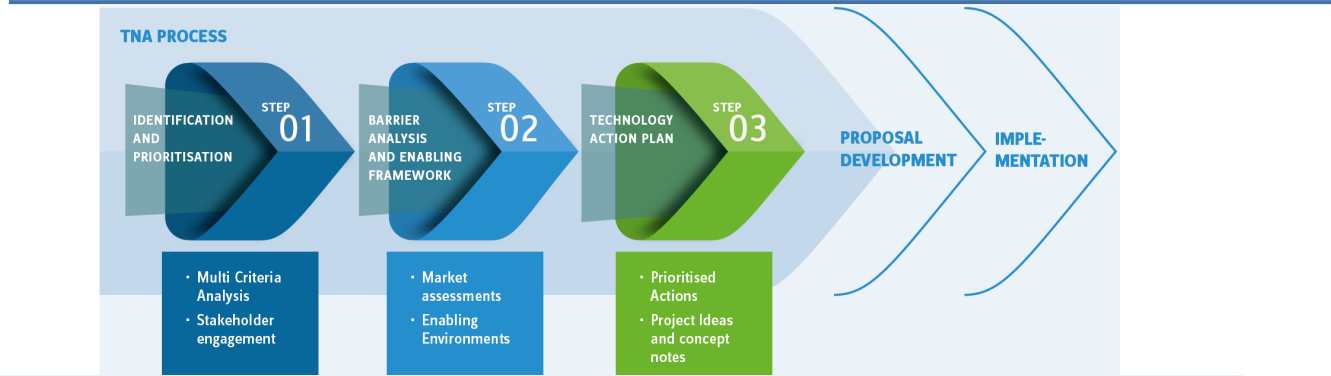 TNA PROCESS
IDENTIFICATION
AND
PRIORITISATION
STEP
01
BARRIER
ANALYSIS
AND ENABLING
FRAMEWORK
STEP
02
TECHNOLOGY
ACTION PLAN
STEP
03
PROPOSAL
DEVELOPMENT
IMPLE-
MENTATION
· Multi Criteria
Analysis
· Stakeholder
engagement
· Market
assessments
· Enabling
Environments
· Prioritised
Actions
· Project Ideas
and concept
notes